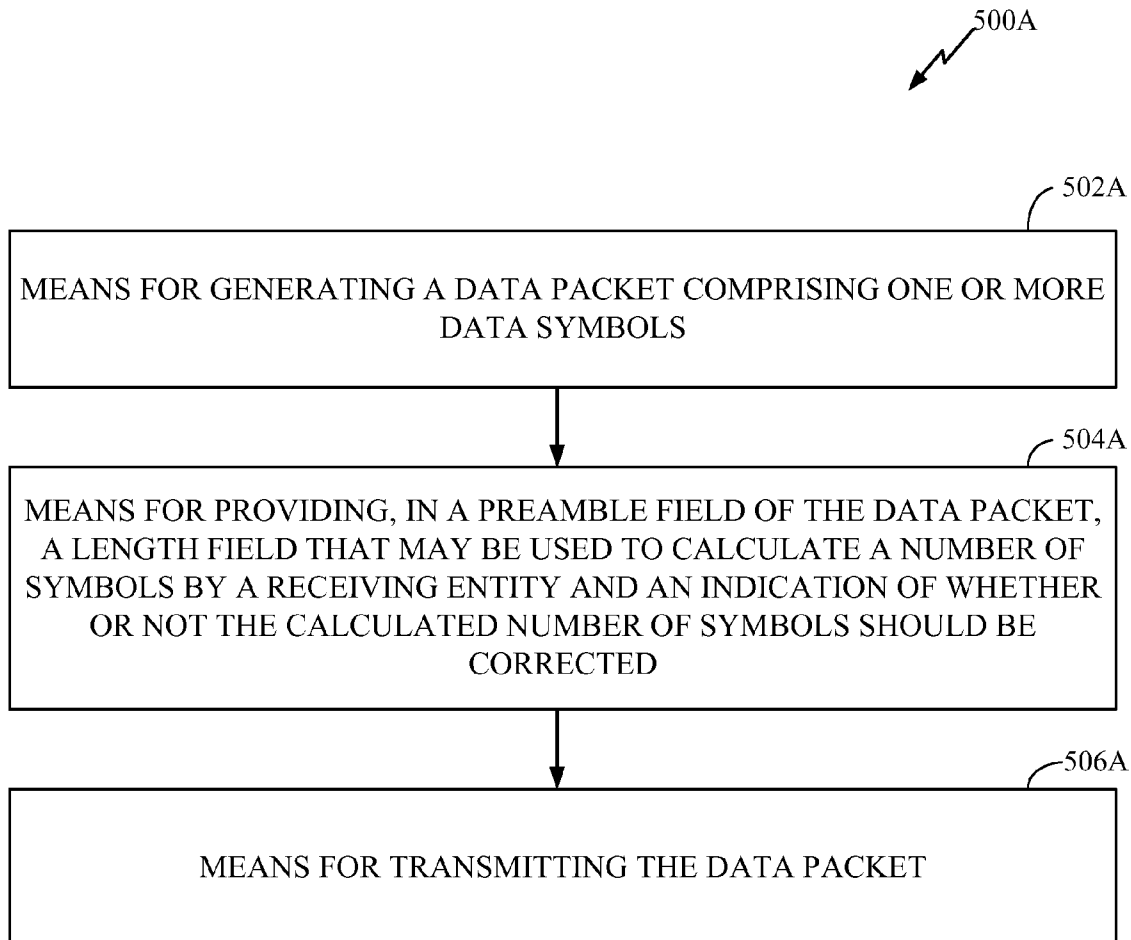 500A
502A
MEANS FOR GENERATING A DATA PACKET COMPRISING ONE OR MORE
DATA SYMBOLS
504A
MEANS FOR PROVIDING, IN A PREAMBLE FIELD OF THE DATA PACKET,
A LENGTH FIELD THAT MAY BE USED TO CALCULATE A NUMBER OF
SYMBOLS BY A RECEIVING ENTITY AND AN INDICATION OF WHETHER
OR NOT THE CALCULATED NUMBER OF SYMBOLS SHOULD BE
CORRECTED
506A
MEANS FOR TRANSMITTING THE DATA PACKET